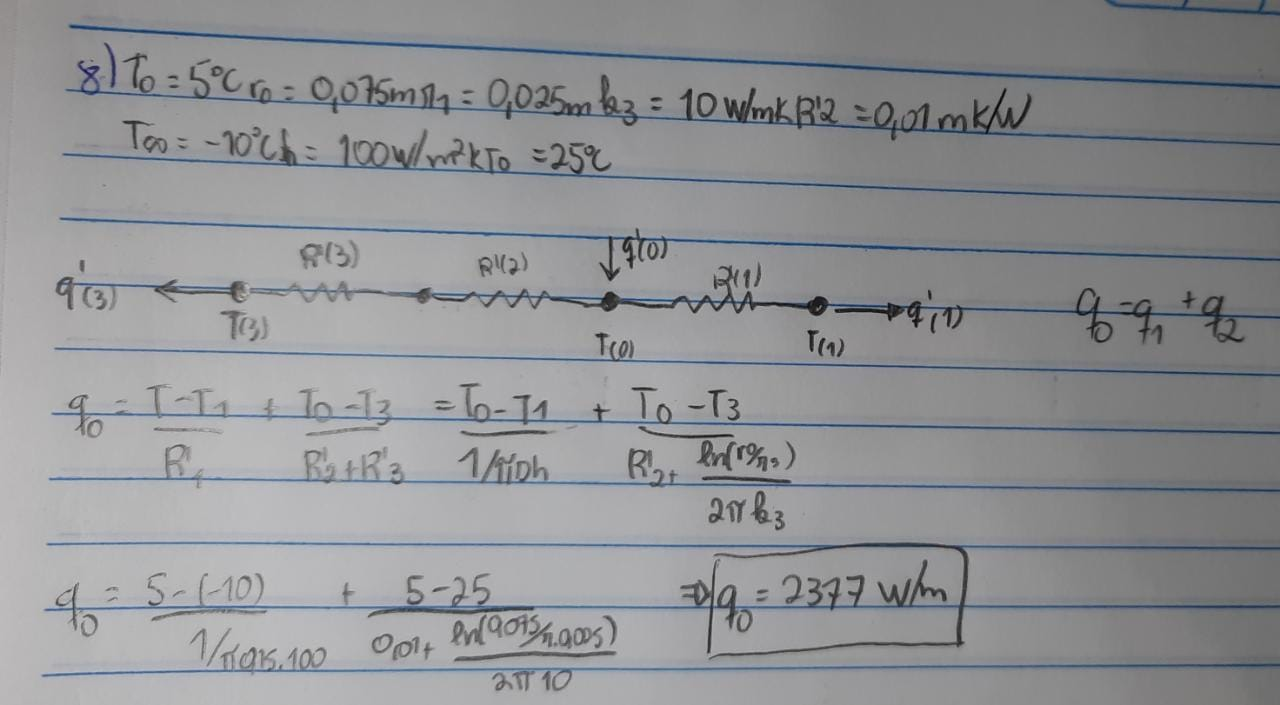 8) T0 = 5°C r0 = 0,075m r1 = 0,025m k3 = 10 W/mK R'2 = 0,01 mK/W
T∞ = -10°C h = 100W/m²K T0 = 25°C
R'(3) R'(2) q'(0) R'(1)
q'(3) q'(1) q0 = q1 + q2
T(3) T(0) T(1)
q0 = T-T1/R'1 + T0-T3/R'2+R'3 = T0-T1/1/πDh + T0-T3/R'2+ ln(r0/r3)/2πk3
q0 = 5-(-10)/1/π0,15.100 + 5-25/0,01+ ln(0,075/0,005)/2π10 ⇒ q0 = 2377 W/m